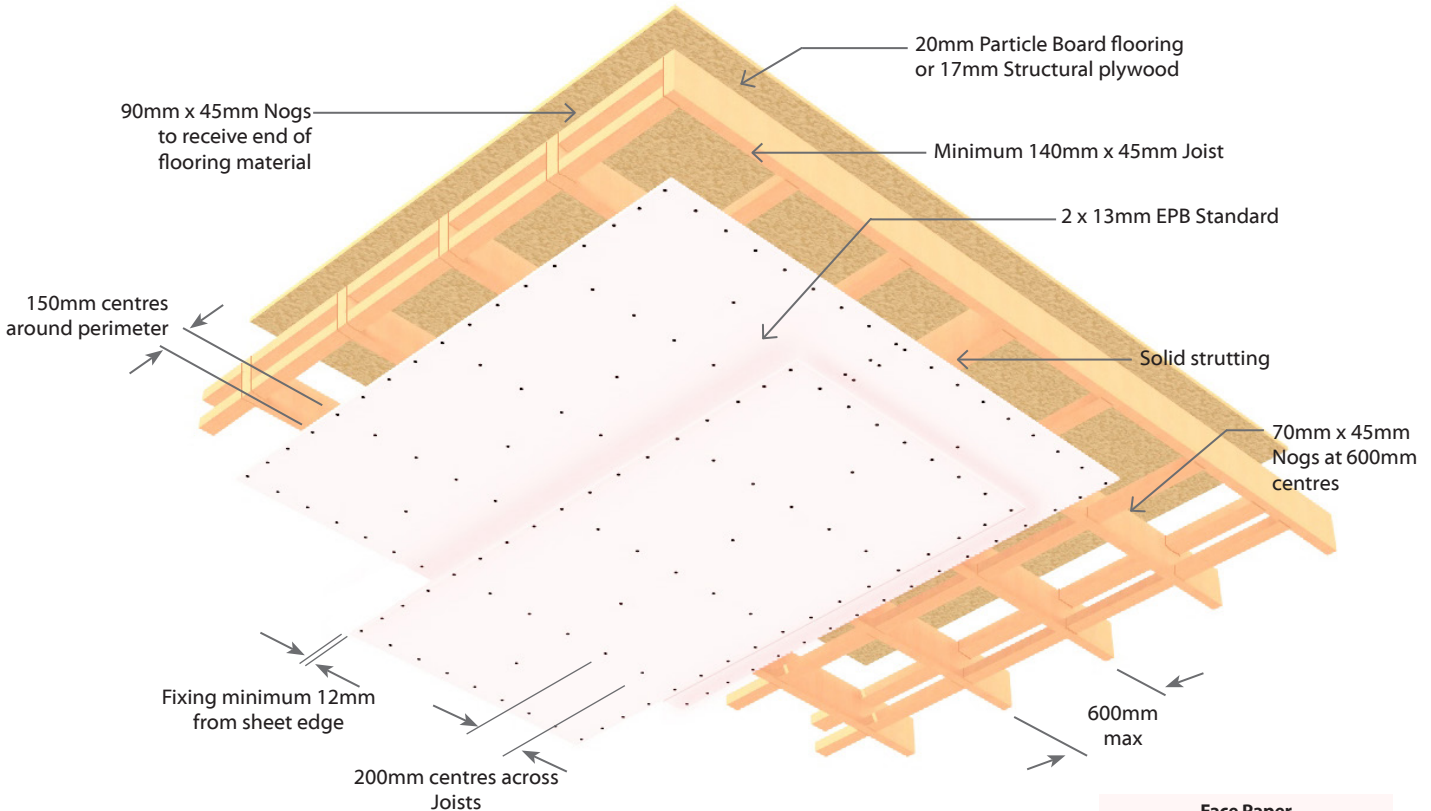 20mm Particle Board flooring
or 17mm Structural plywood
90mm x 45mm Nogs
to receive end of
flooring material
Minimum 140mm x 45mm Joist
2 x 13mm EPB Standard
150mm centres
around perimeter
Solid strutting
70mm x 45mm
Nogs at 600mm
centres
Fixing minimum 12mm
from sheet edge
600mm
max
200mm centres across
Joists
Face Paper